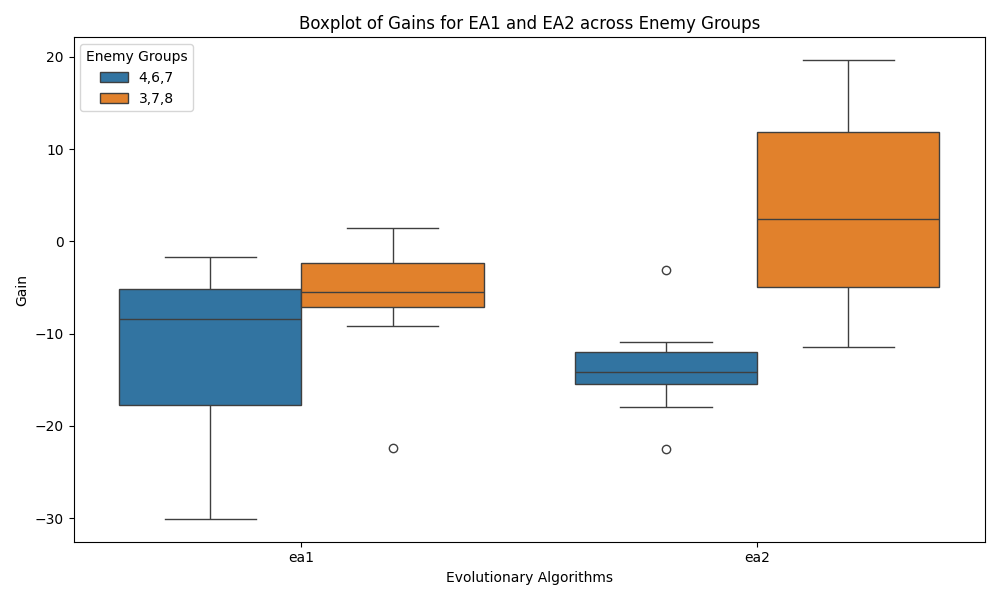 Boxplot of Gains for EA1 and EA2 across Enemy Groups
Enemy Groups
4,6,7
3,7,8
20
10
0
−10
−20
−30
Gain
ea1
ea2
Evolutionary Algorithms